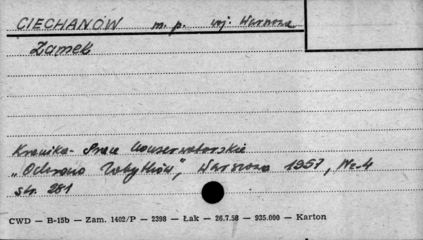 CIECHANÓW m. p. woj. Warszawa
Zamek
Kronika - Prace konserwatorskie
"Ochrona Zabytków", Warszawa 1957, Nr. 4
str. 281
CWD — B-15b — Zam. 1402/P — 2398 — Łak — 26.7.58 — 935.000 — Karton